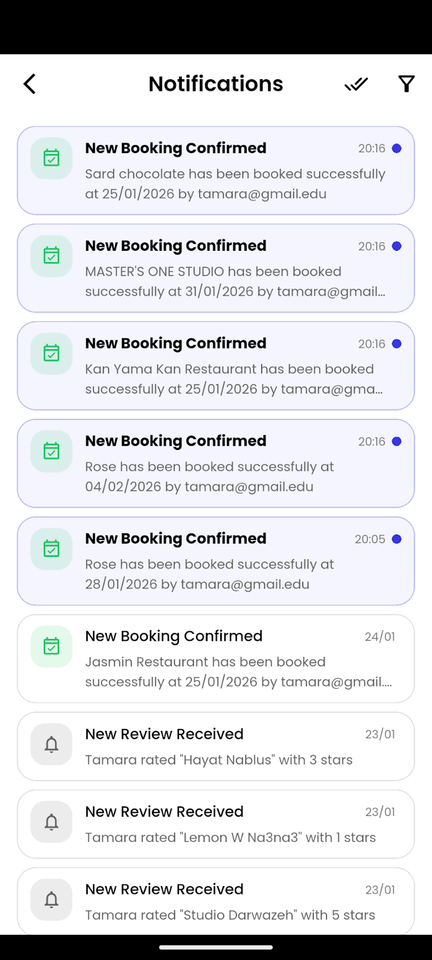 Notifications
New Booking Confirmed 20:16
Sard chocolate has been booked successfully
at 25/01/2026 by tamara@gmail.edu
New Booking Confirmed 20:16
MASTER'S ONE STUDIO has been booked
successfully at 31/01/2026 by tamara@gmail...
New Booking Confirmed 20:16
Kan Yama Kan Restaurant has been booked
successfully at 25/01/2026 by tamara@gma...
New Booking Confirmed 20:16
Rose has been booked successfully at
04/02/2026 by tamara@gmail.edu
New Booking Confirmed 20:05
Rose has been booked successfully at
28/01/2026 by tamara@gmail.edu
New Booking Confirmed 24/01
Jasmin Restaurant has been booked
successfully at 25/01/2026 by tamara@gmail....
New Review Received 23/01
Tamara rated "Hayat Nablus" with 3 stars
New Review Received 23/01
Tamara rated "Lemon W Na3na3" with 1 stars
New Review Received 23/01
Tamara rated "Studio Darwazeh" with 5 stars